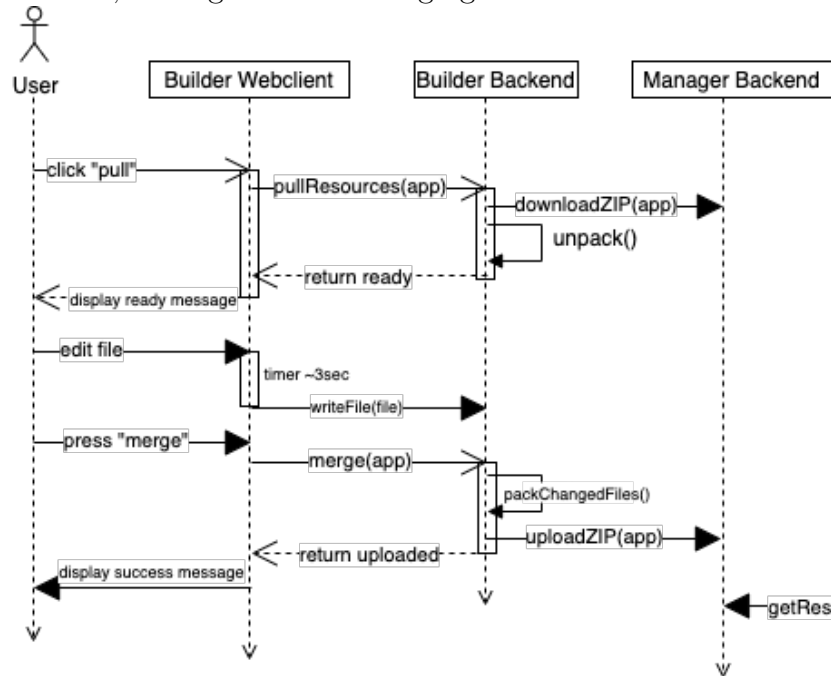 User
Builder Webclient
Builder Backend
Manager Backend
click "pull"
pullResources(app)
downloadZIP(app)
unpack()
return ready
display ready message
edit file
timer ~3sec
writeFile(file)
press "merge"
merge(app)
packChangedFiles()
uploadZIP(app)
return uploaded
display success message
getRes